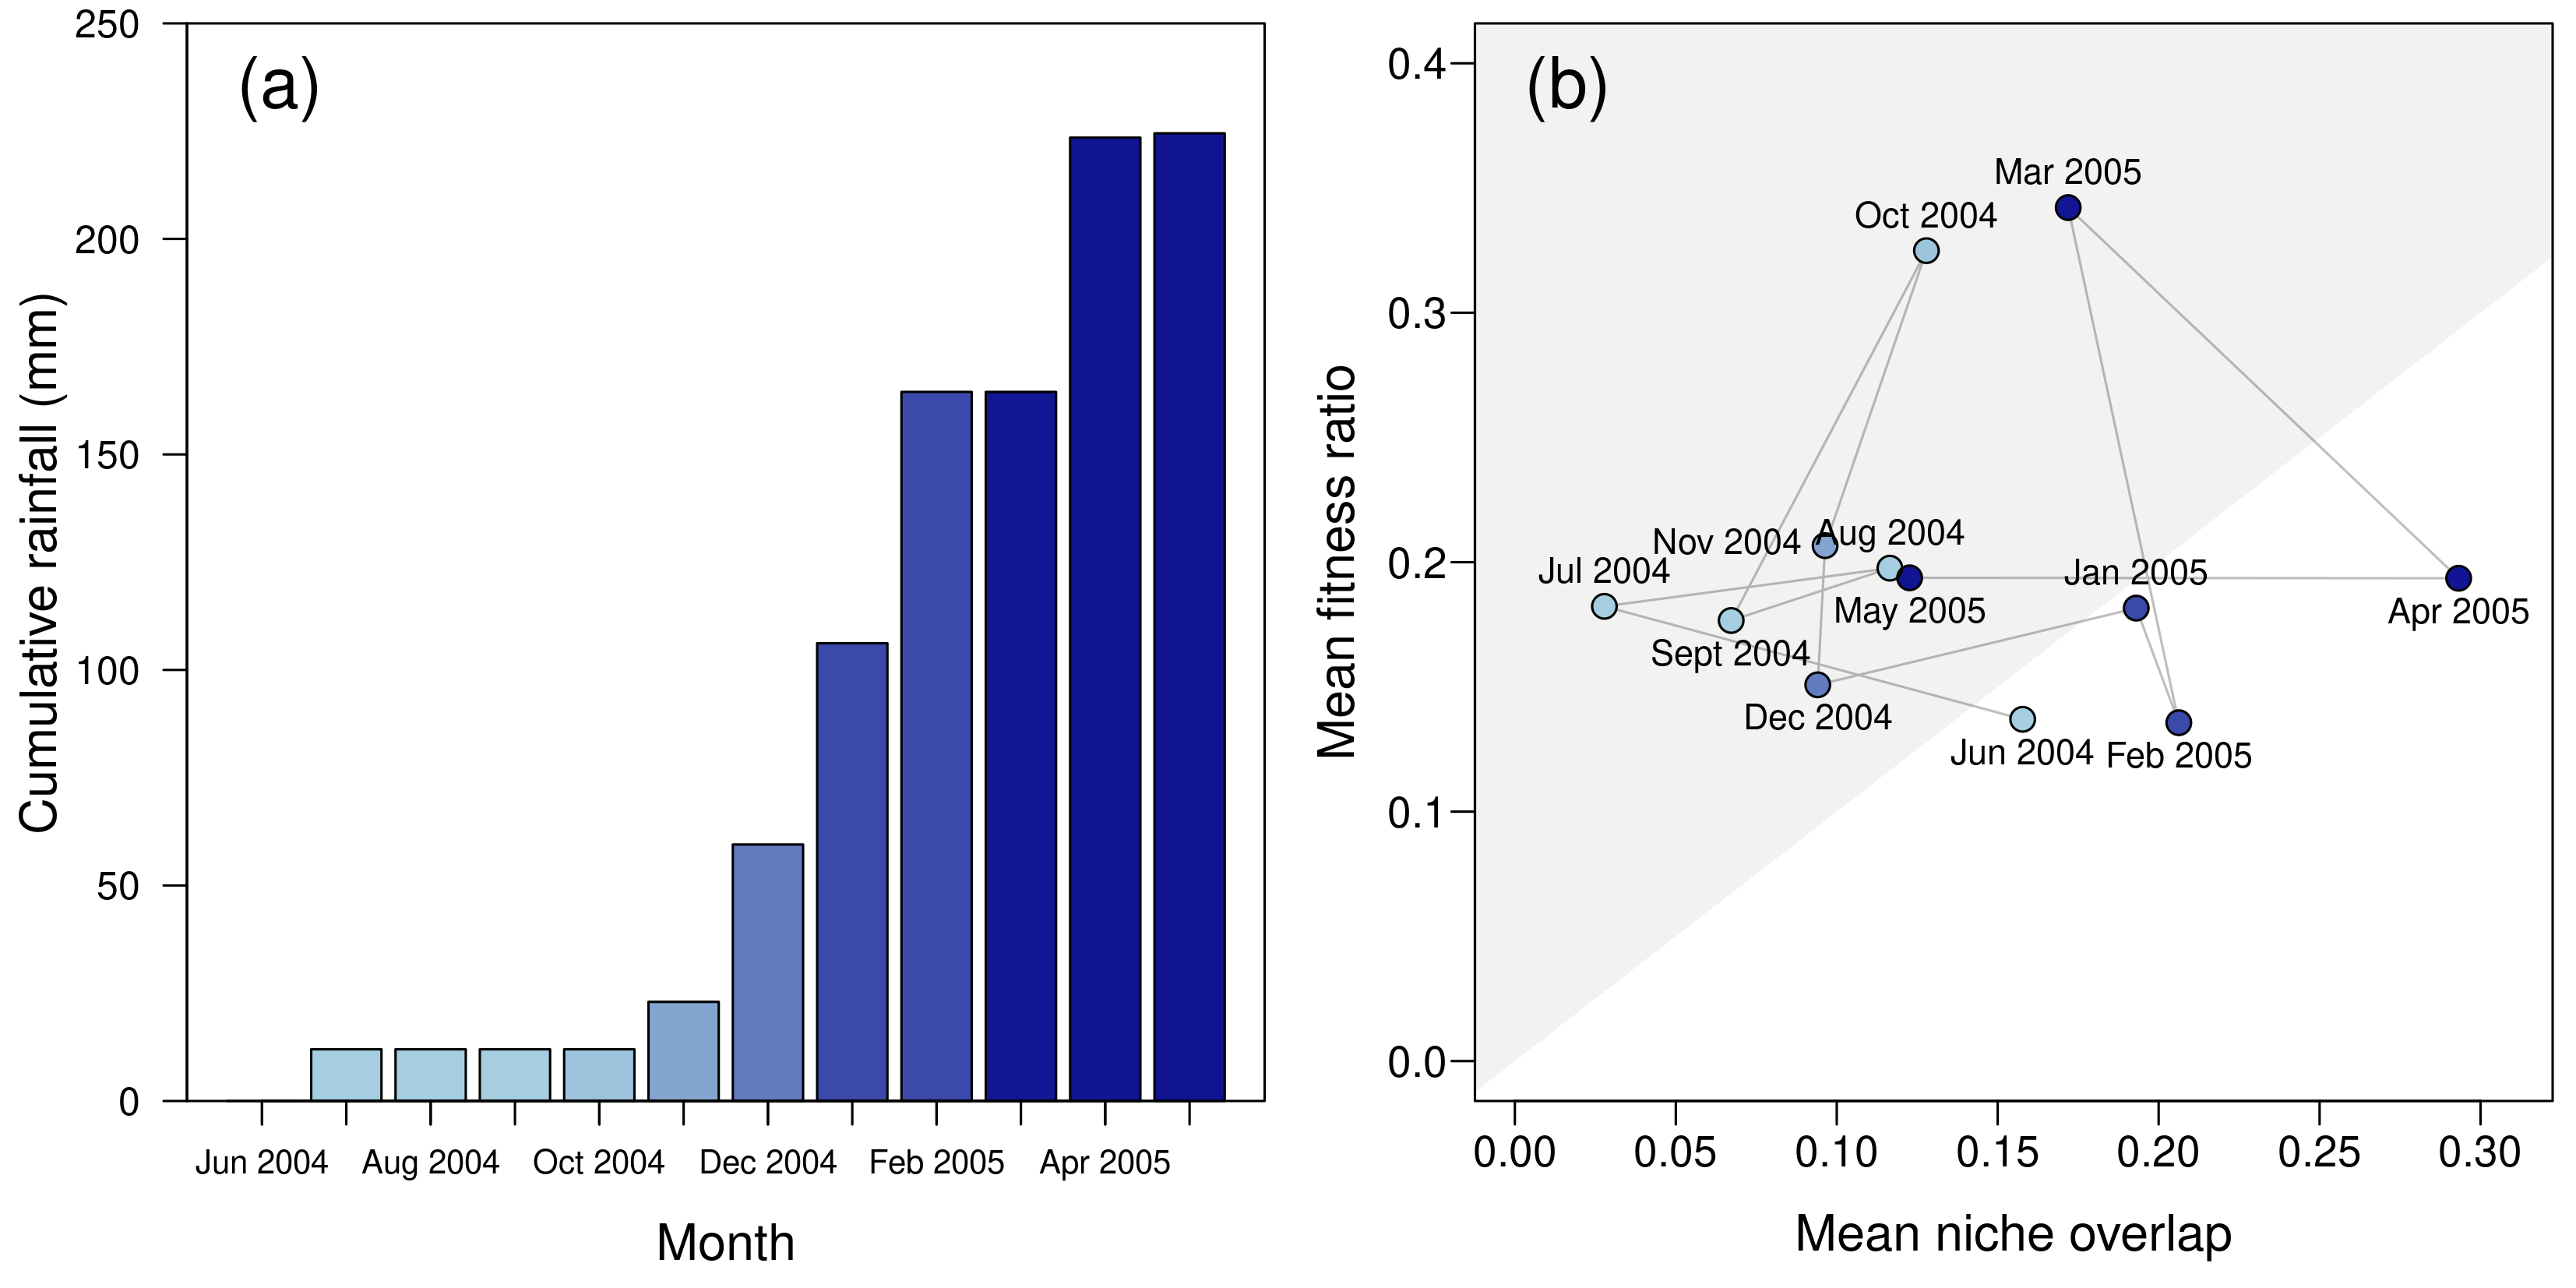 (a)
Cumulative rainfall (mm)
250
200
150
100
50
0
Jun 2004 Aug 2004 Oct 2004 Dec 2004 Feb 2005 Apr 2005
Month
(b)
Mean fitness ratio
0.4
0.3
0.2
0.1
0.0
Mar 2005
Oct 2004
Nov 2004 Aug 2004
Jul 2004 Jan 2005
May 2005 Apr 2005
Sept 2004
Dec 2004
Jun 2004 Feb 2005
0.00 0.05 0.10 0.15 0.20 0.25 0.30
Mean niche overlap